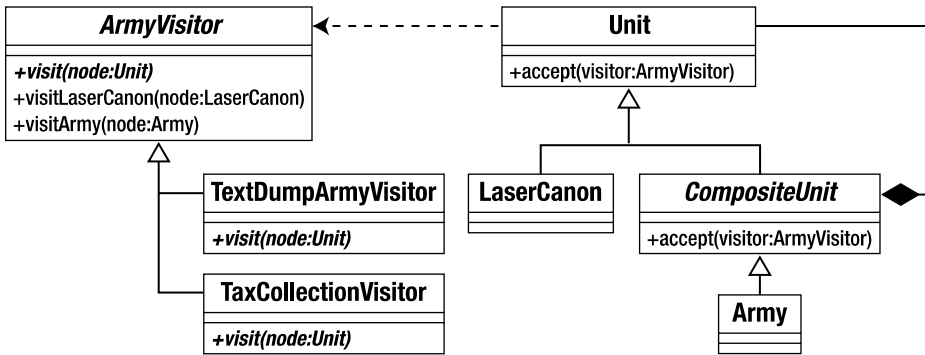 ArmyVisitor
+visit(node:Unit)
+visitLaserCanon(node:LaserCanon)
+visitArmy(node:Army)
Unit
+accept(visitor:ArmyVisitor)
TextDumpArmyVisitor
+visit(node:Unit)
TaxCollectionVisitor
+visit(node:Unit)
LaserCanon
CompositeUnit
+accept(visitor:ArmyVisitor)
Army